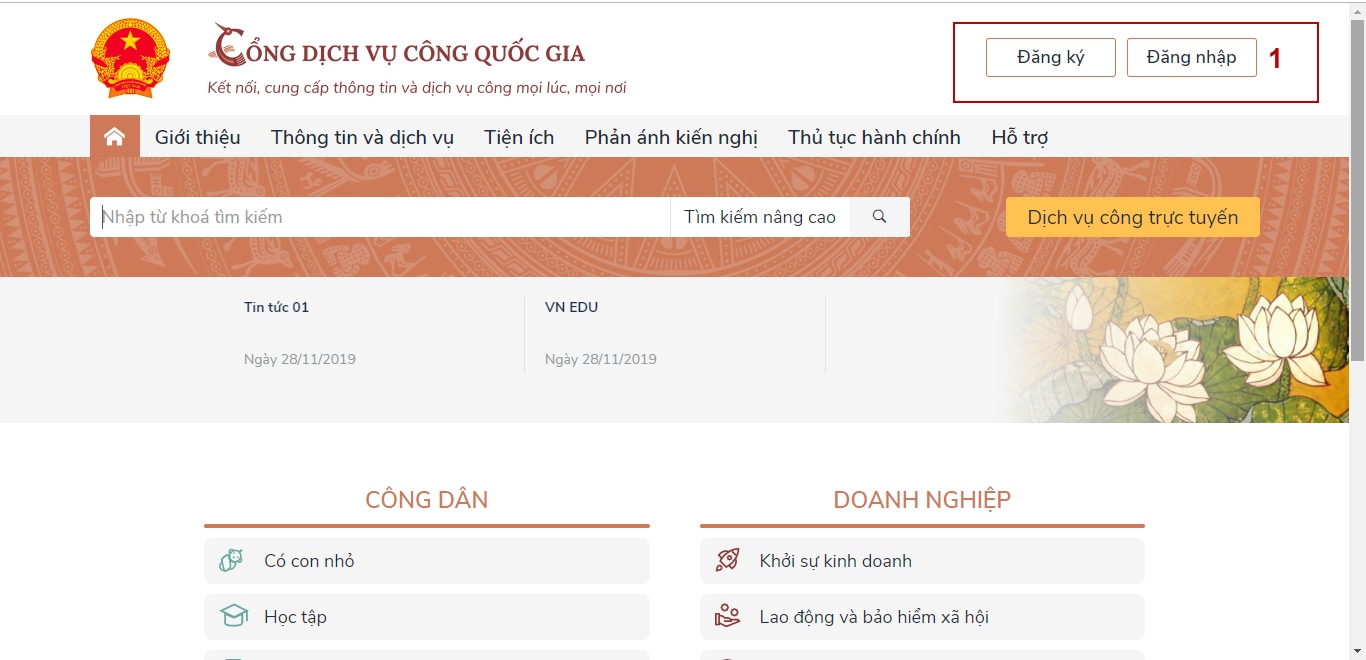 CỔNG DỊCH VỤ CÔNG QUỐC GIA
Kết nối, cung cấp thông tin và dịch vụ công mọi lúc, mọi nơi
Đăng ký Đăng nhập 1
Giới thiệu Thông tin và dịch vụ Tiện ích Phản ánh kiến nghị Thủ tục hành chính Hỗ trợ
Nhập từ khoá tìm kiếm Tìm kiếm nâng cao Dịch vụ công trực tuyến
Tin tức 01 VN EDU
Ngày 28/11/2019 Ngày 28/11/2019
CÔNG DÂN DOANH NGHIỆP
Có con nhỏ Khởi sự kinh doanh
Học tập Lao động và bảo hiểm xã hội